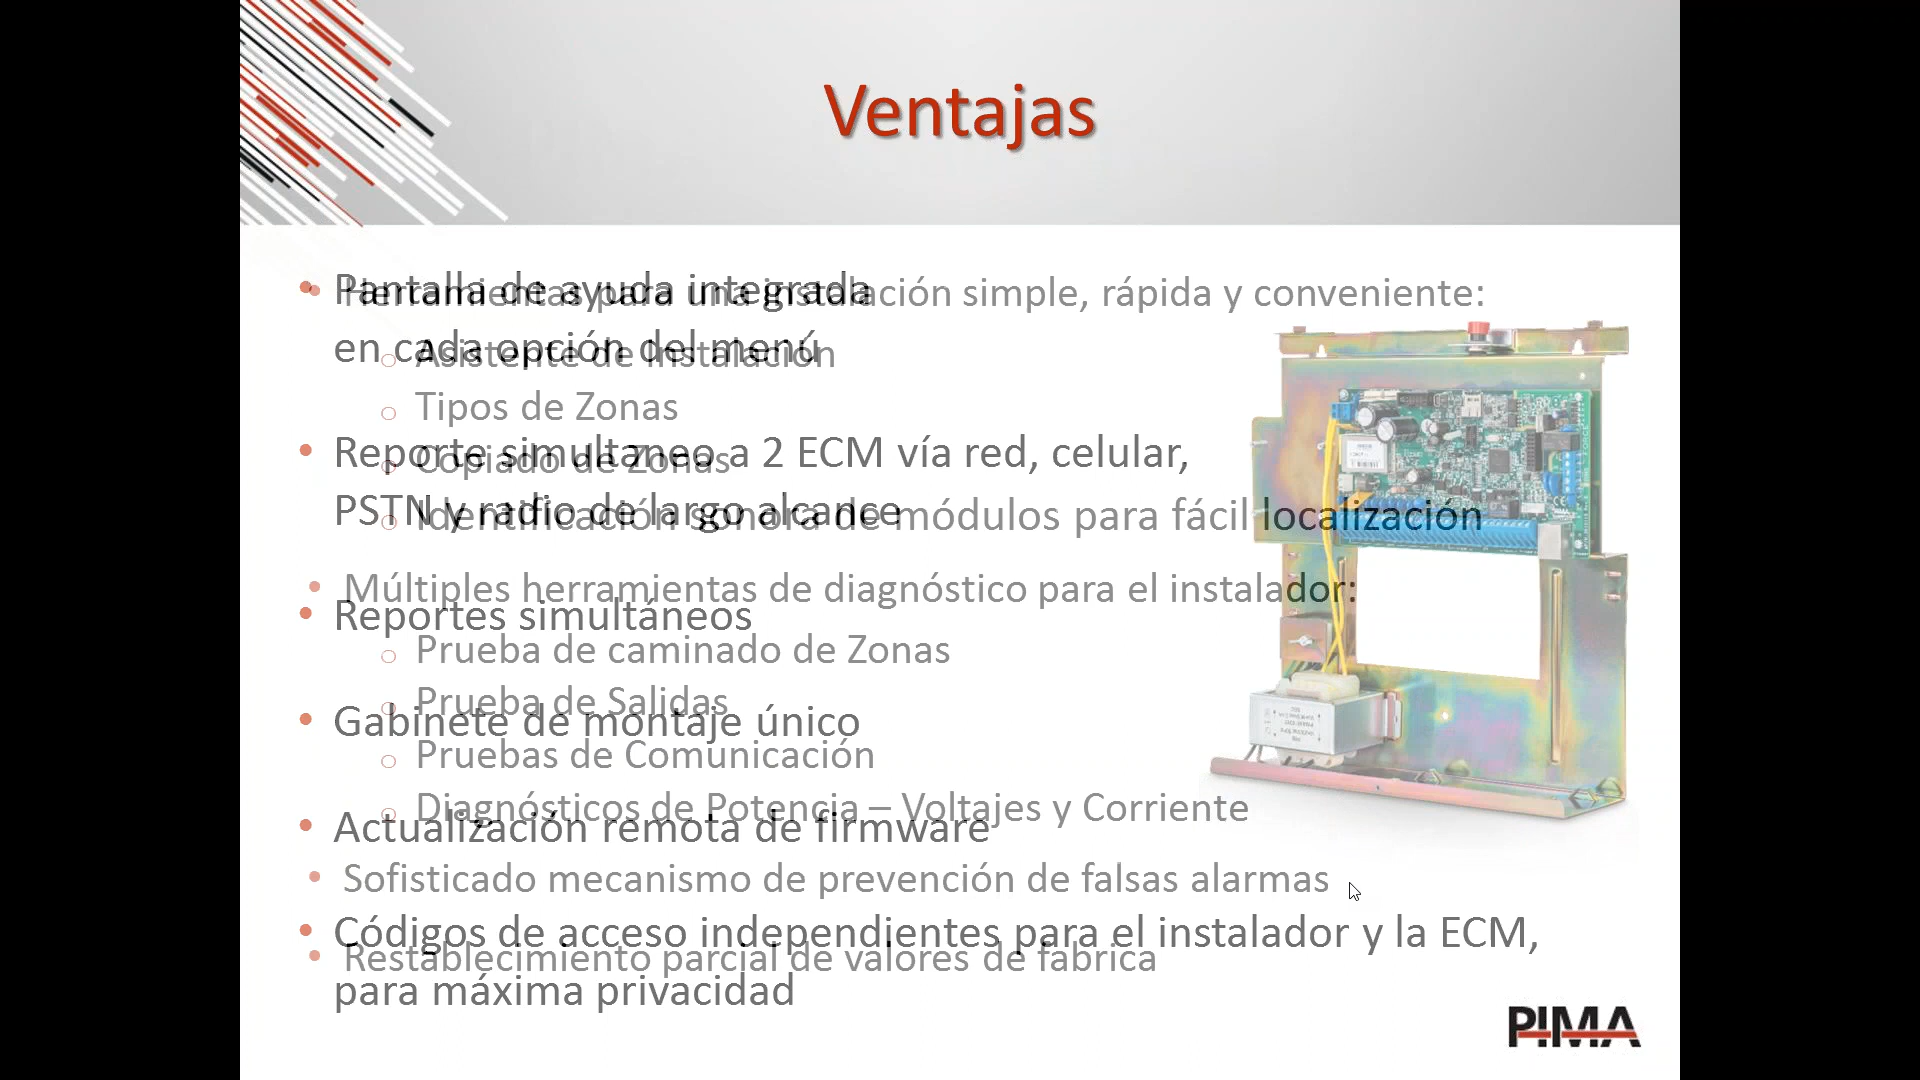 Ventajas
• Pantalla de ayuda integrada
en cada opción del menú
• Reporte simultaneo a 2 ECM vía red, celular,
PSTN y radio de largo alcance
• Reportes simultáneos
• Gabinete de montaje único
• Actualización remota de firmware
• Códigos de acceso independientes para el instalador y la ECM,
para máxima privacidad
• Herramientas para una instalación simple, rápida y conveniente:
o Asistente de Instalación
o Tipos de Zonas
o Copiado de Zonas
o Identificación sonora de módulos para fácil localización
• Múltiples herramientas de diagnóstico para el instalador:
o Prueba de caminado de Zonas
o Prueba de Salidas
o Pruebas de Comunicación
o Diagnósticos de Potencia – Voltajes y Corriente
• Sofisticado mecanismo de prevención de falsas alarmas
• Restablecimiento parcial de valores de fabrica
PIMA